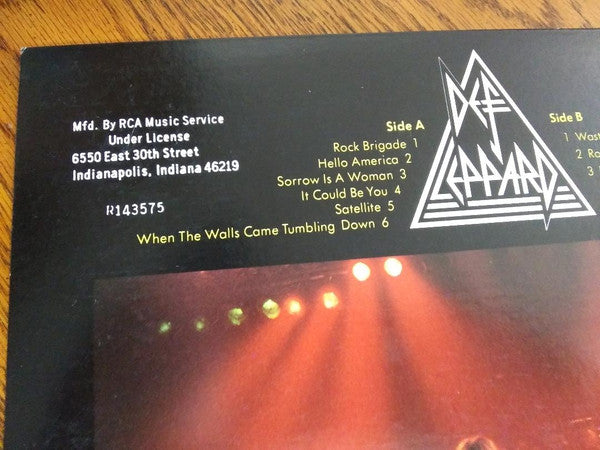 Mfd. By RCA Music Service
Under License
6550 East 30th Street
Indianapolis, Indiana 46219
R143575
Side A
Rock Brigade 1
Hello America 2
Sorrow Is A Woman 3
It Could Be You 4
Satellite 5
When The Walls Came Tumbling Down 6
DEF
LEPPARD
Side B
1 Wast
2 Ro
3